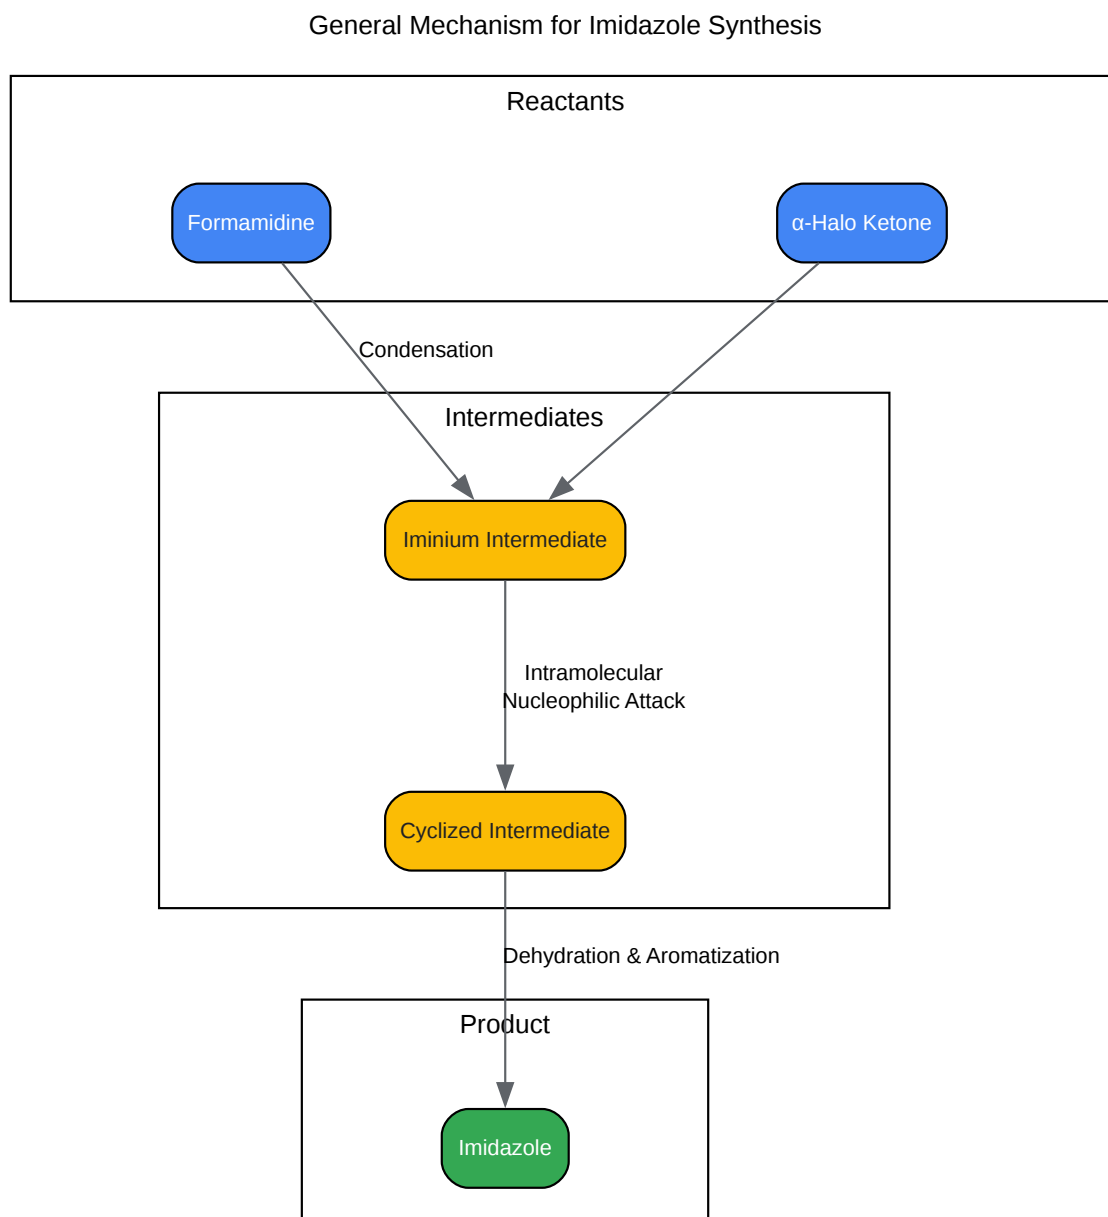 General Mechanism for Imidazole Synthesis
Reactants
Formamidine
α-Halo Ketone
Condensation
Intermediates
Iminium Intermediate
Intramolecular
Nucleophilic Attack
Cyclized Intermediate
Dehydration & Aromatization
Product
Imidazole